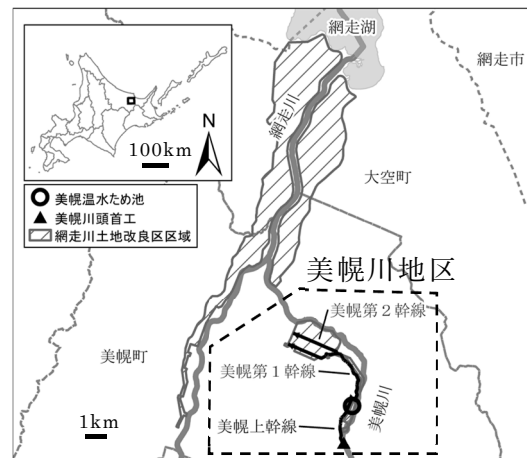 網走湖
網走市
網走川
N
100km
大空町
美幌温水ため池
美幌川頭首工
網走川土地改良区区域
美幌川地区
美幌第２幹線
美幌町
美幌第１幹線
美幌川
美幌上幹線
1km